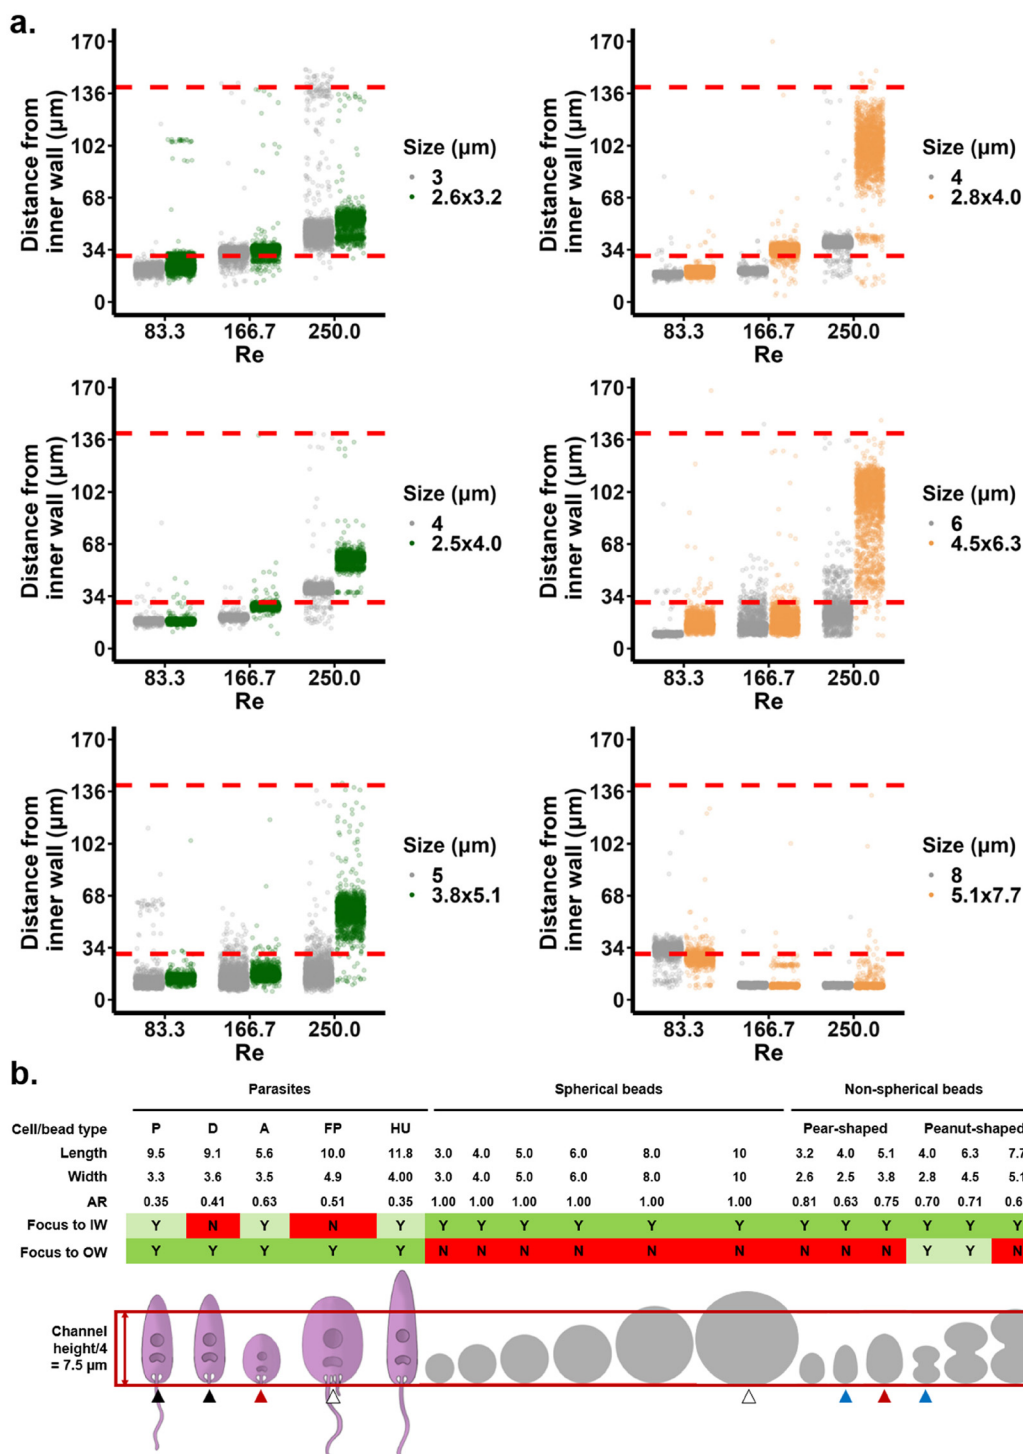 a.
Distance from
inner wall (µm)
170
136
102
68
34
0
83.3 166.7 250.0
Re
Size (µm)
3
2.6x3.2
Distance from
inner wall (µm)
170
136
102
68
34
0
83.3 166.7 250.0
Re
Size (µm)
4
2.8x4.0
Distance from
inner wall (µm)
170
136
102
68
34
0
83.3 166.7 250.0
Re
Size (µm)
4
2.5x4.0
Distance from
inner wall (µm)
170
136
102
68
34
0
83.3 166.7 250.0
Re
Size (µm)
6
4.5x6.3
Distance from
inner wall (µm)
170
136
102
68
34
0
83.3 166.7 250.0
Re
Size (µm)
5
3.8x5.1
Distance from
inner wall (µm)
170
136
102
68
34
0
83.3 166.7 250.0
Re
Size (µm)
8
5.1x7.7
b.
Parasites Spherical beads Non-spherical beads
Cell/bead type P D A FP HU Pear-shaped Peanut-shaped
Length 9.5 9.1 5.6 10.0 11.8 3.0 4.0 5.0 6.0 8.0 10 3.2 4.0 5.1 4.0 6.3 7.7
Width 3.3 3.6 3.5 4.9 4.00 3.0 4.0 5.0 6.0 8.0 10 2.6 2.5 3.8 2.8 4.5 5.1
AR 0.35 0.41 0.63 0.51 0.35 1.00 1.00 1.00 1.00 1.00 1.00 0.81 0.63 0.75 0.70 0.71 0.6
Focus to IW Y N Y N Y Y Y Y Y Y Y Y Y Y Y Y Y
Focus to OW Y Y Y Y Y N N N N N N N N N Y Y N
Channel
height/4
= 7.5 µm